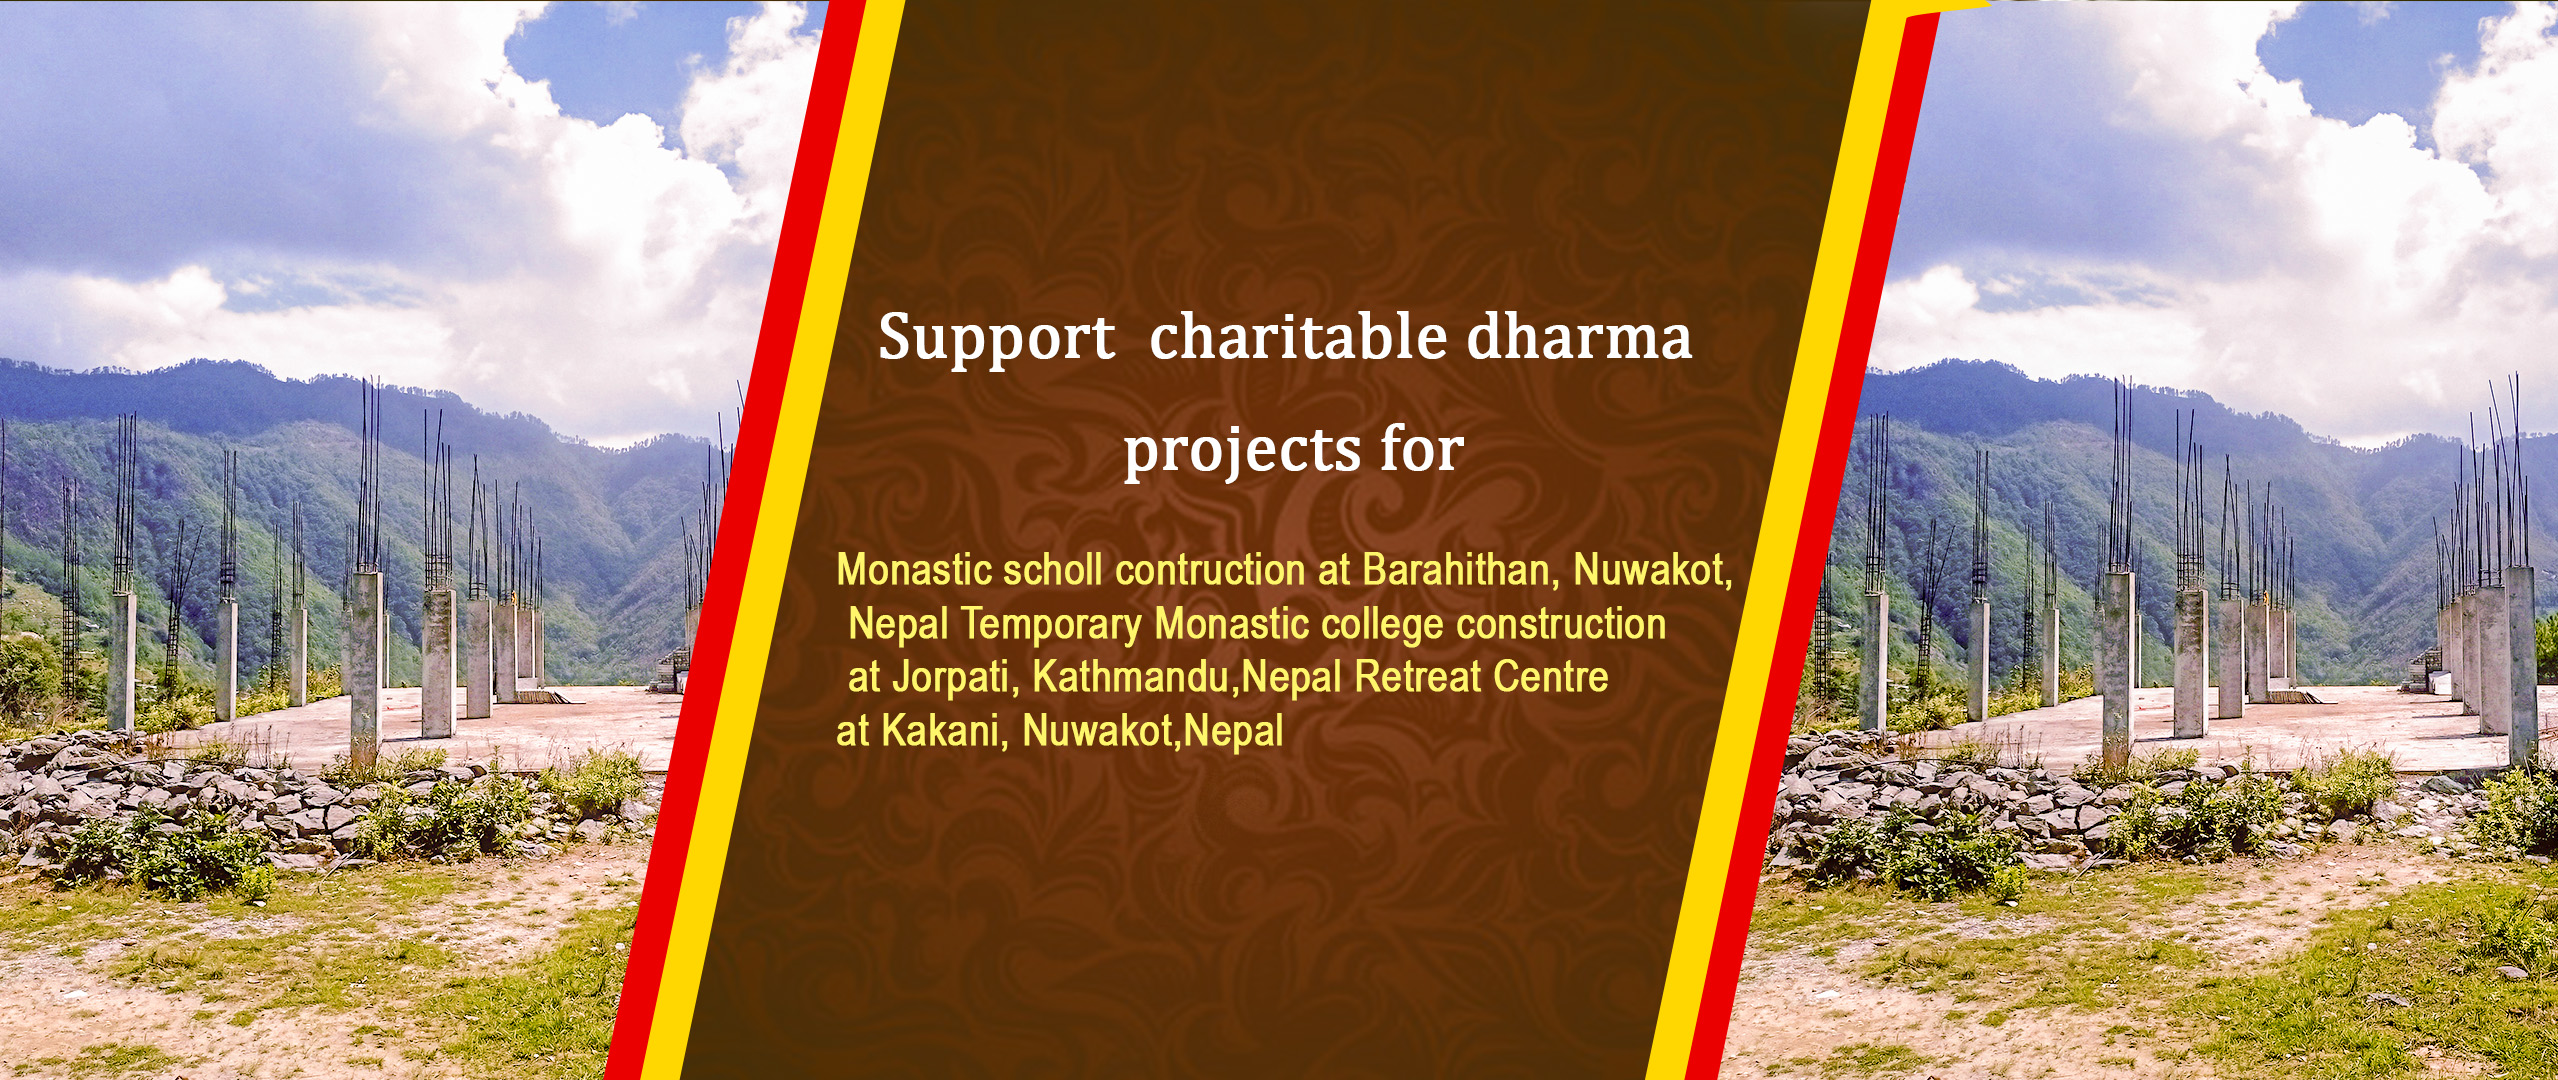 Support charitable dharma
projects for
Monastic scholl contruction at Barahithan, Nuwakot,
Nepal Temporary Monastic college construction
at Jorpati, Kathmandu,Nepal Retreat Centre
at Kakani, Nuwakot,Nepal